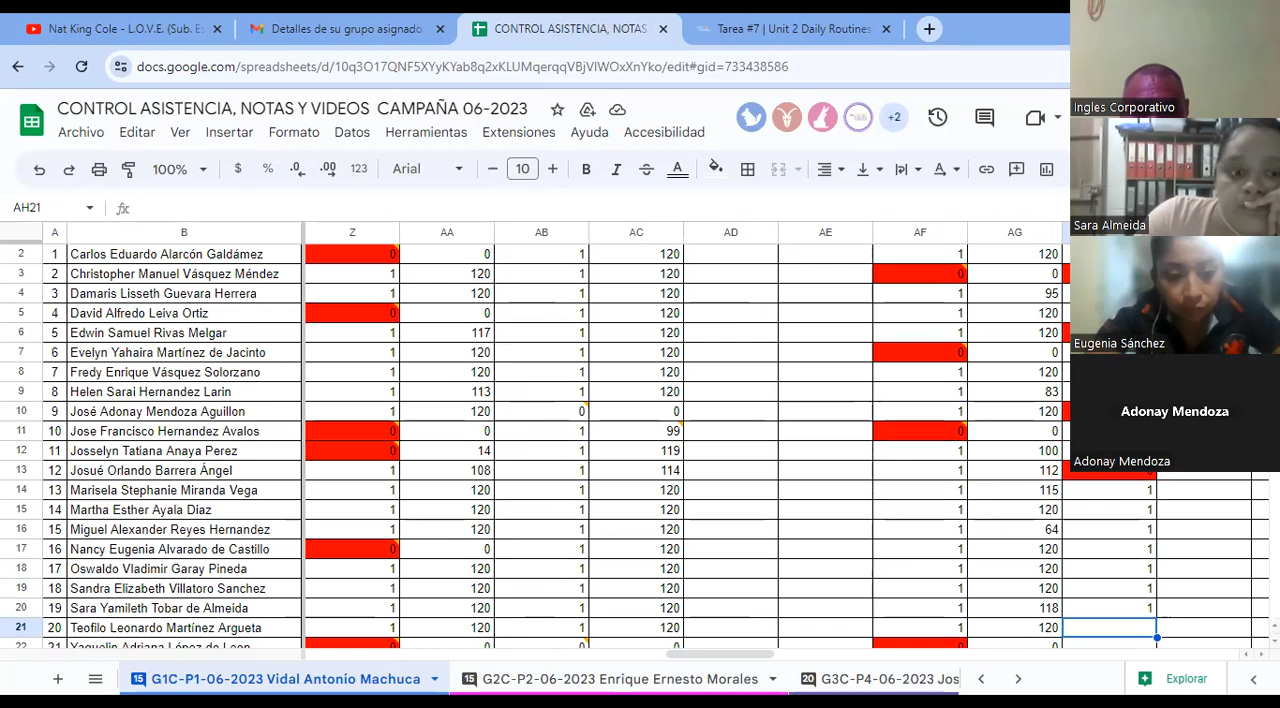 Nat King Cole - L.O.V.E. (Sub. Es
Detalles de su grupo asignado
CONTROL ASISTENCIA, NOTAS
Tarea #7 | Unit 2 Daily Routines
docs.google.com/spreadsheets/d/10q3O17QNF5XYyKYab8q2xKLUMqerqqVBjVIWOxXnYko/edit#gid=733438586
CONTROL ASISTENCIA, NOTAS Y VIDEOS CAMPAÑA 06-2023
+2
Archivo Editar Ver Insertar Formato Datos Herramientas Extensiones Ayuda Accesibilidad
100% $ % .0 .00 123 Arial 10 B I A
AH21 fx
A B Z AA AB AC AD AE AF AG
2 1 Carlos Eduardo Alarcón Galdámez 0 0 1 120 1 120
3 2 Christopher Manuel Vásquez Méndez 1 120 1 120 0 0
4 3 Damaris Lisseth Guevara Herrera 1 120 1 120 1 95
5 4 David Alfredo Leiva Ortiz 0 0 1 120 1 120
6 5 Edwin Samuel Rivas Melgar 1 117 1 120 1 120
7 6 Evelyn Yahaira Martínez de Jacinto 1 120 1 120 0 0
8 7 Fredy Enrique Vásquez Solorzano 1 120 1 120 1 120
9 8 Helen Sarai Hernandez Larin 1 113 1 120 1 83
10 9 José Adonay Mendoza Aguillon 1 120 0 0 1 120
11 10 Jose Francisco Hernandez Avalos 0 0 1 99 0 0
12 11 Josselyn Tatiana Anaya Perez 0 14 1 119 1 100
13 12 Josué Orlando Barrera Ángel 1 108 1 114 1 112
14 13 Marisela Stephanie Miranda Vega 1 120 1 120 1 115 1
15 14 Martha Esther Ayala Diaz 1 120 1 120 1 120 1
16 15 Miguel Alexander Reyes Hernandez 1 120 1 120 1 64 1
17 16 Nancy Eugenia Alvarado de Castillo 0 0 1 120 1 120 1
18 17 Oswaldo Vladimir Garay Pineda 1 120 1 120 1 120 1
19 18 Sandra Elizabeth Villatoro Sanchez 1 120 1 120 1 120 1
20 19 Sara Yamileth Tobar de Almeida 1 120 1 120 1 118 1
21 20 Teofilo Leonardo Martínez Argueta 1 120 1 120 1 120
22 21 Yaquelin Adriana López de Leon 0 0 0 0 0 0
15 G1C-P1-06-2023 Vidal Antonio Machuca
15 G2C-P2-06-2023 Enrique Ernesto Morales
20 G3C-P4-06-2023 Jos
Explorar
Ingles Corporativo
Sara Almeida
Eugenia Sánchez
Adonay Mendoza
Adonay Mendoza